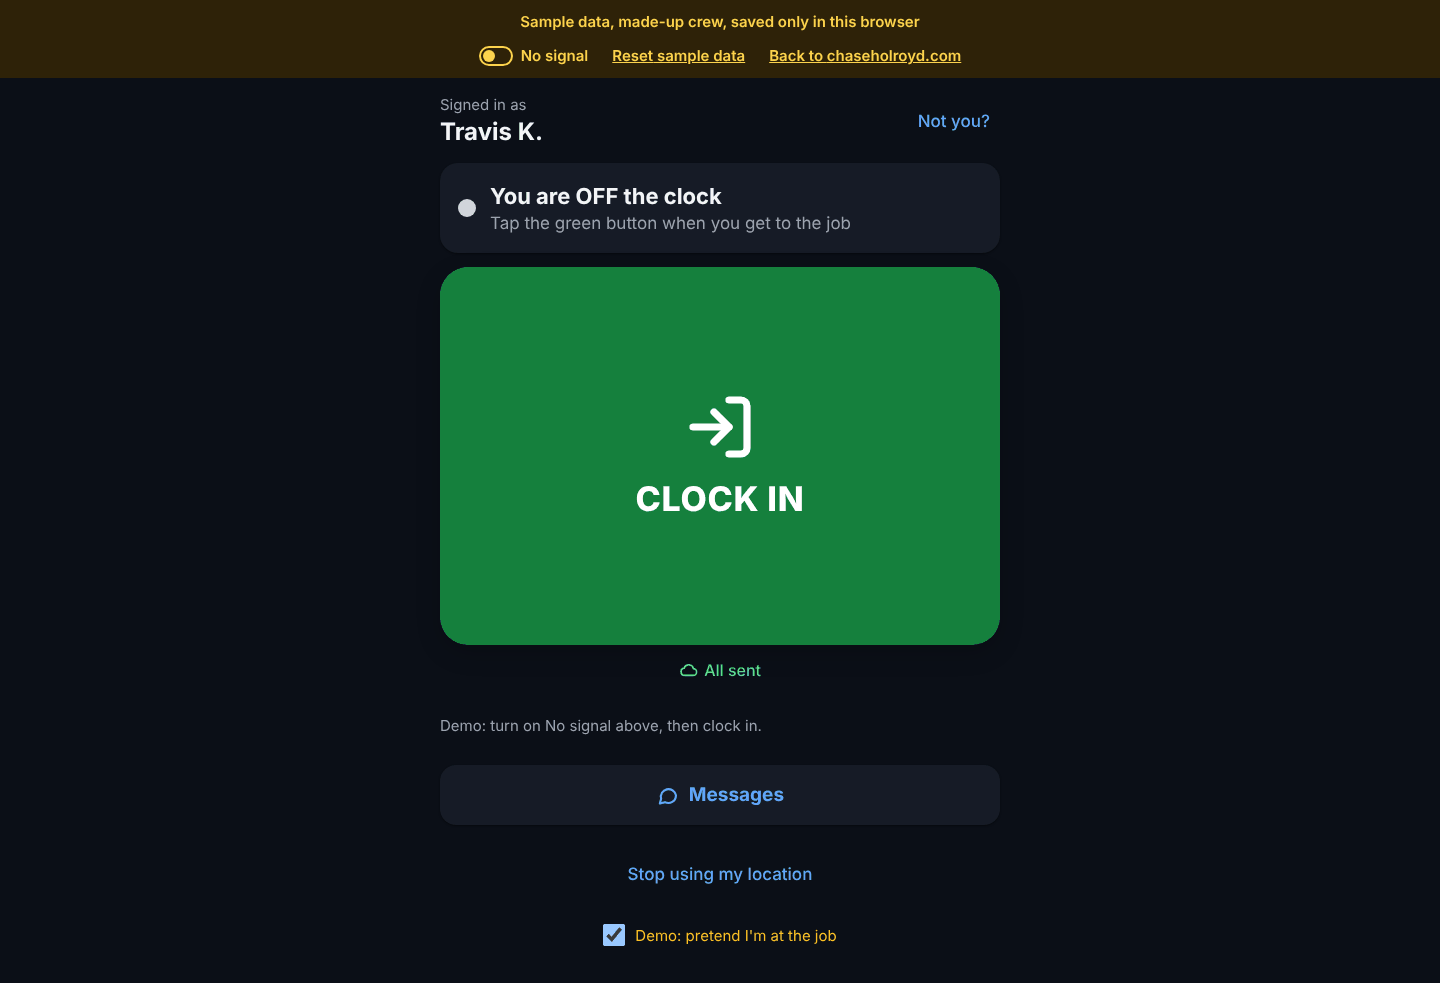 Sample data, made-up crew, saved only in this browser
No signal Reset sample data Back to chaseholroyd.com
Signed in as
Travis K.
Not you?
You are OFF the clock
Tap the green button when you get to the job
CLOCK IN
All sent
Demo: turn on No signal above, then clock in.
Messages
Stop using my location
Demo: pretend I'm at the job